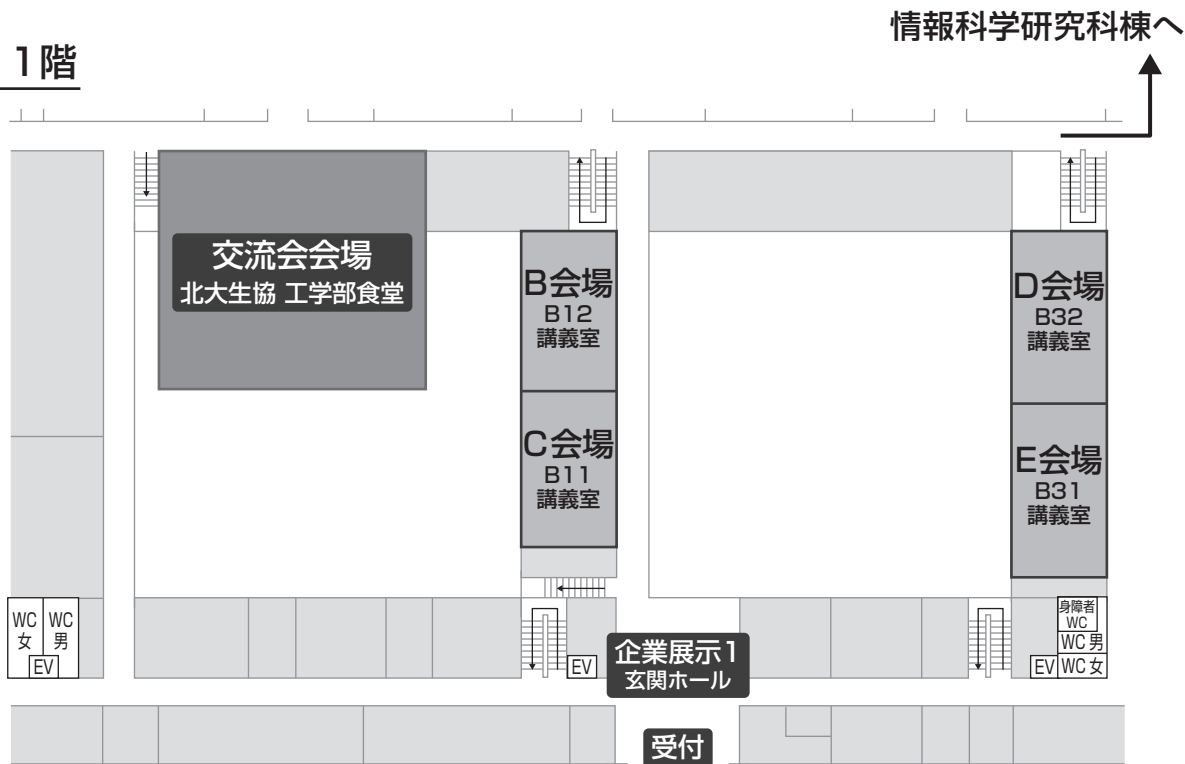 情報科学研究科棟へ
1階
交流会会場
北大生協 工学部食堂
B会場
B12
講義室
D会場
B32
講義室
C会場
B11
講義室
E会場
B31
講義室
WC
女
WC
男
EV
EV
企業展示1
玄関ホール
身障者
WC
WC 男
EV
WC 女
受付